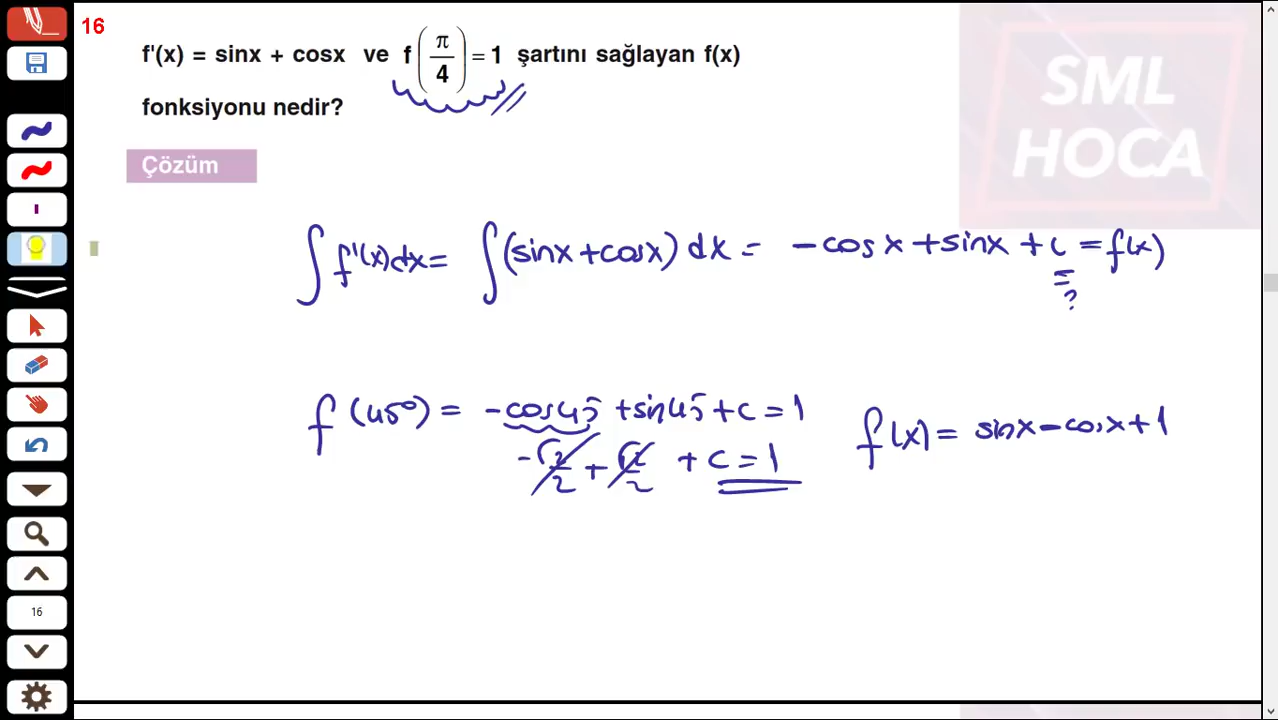 16
f'(x) = sinx + cosx ve f(π/4) = 1 şartını sağlayan f(x)
fonksiyonu nedir?
SML
HOCA
Çözüm
∫f'(x)dx = ∫(sinx+cosx) dx = -cosx+sinx+c = f(x)
?
f(45°) = -cos45+sin45+c=1
-√2/2 + √2/2 + c=1
f(x) = sinx-cosx+1
16